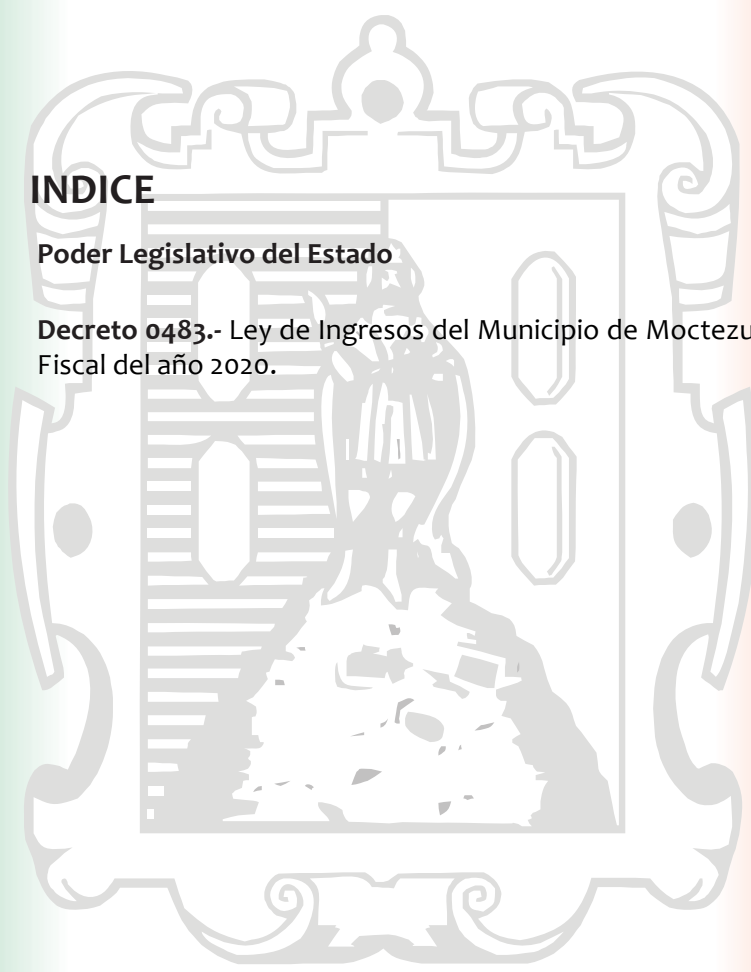 INDICE
Poder Legislativo del Estado
Decreto 0483.- Ley de Ingresos del Municipio de
Fiscal del año 2020.